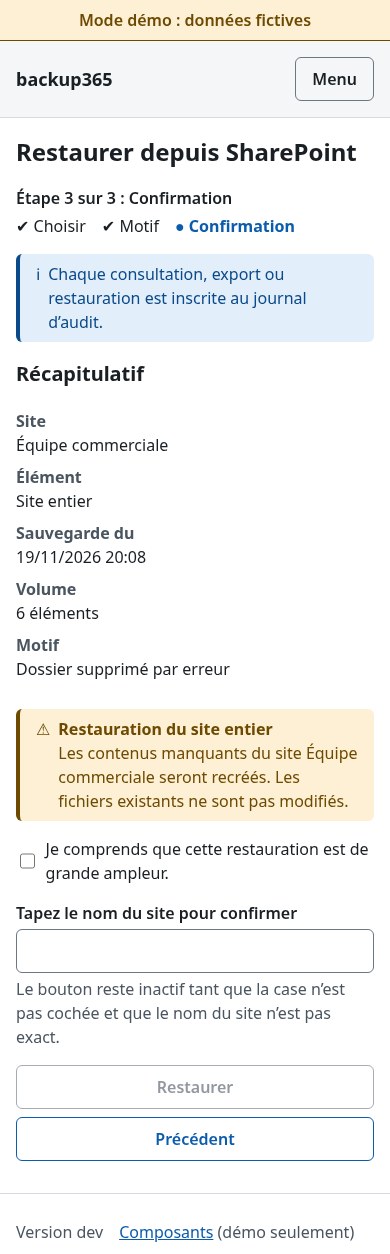 Mode démo : données fictives
backup365
Menu
Restaurer depuis SharePoint
Étape 3 sur 3 : Confirmation
✔ Choisir ✔ Motif ● Confirmation
i Chaque consultation, export ou
restauration est inscrite au journal
d’audit.
Récapitulatif
Site
Équipe commerciale
Élément
Site entier
Sauvegarde du
19/11/2026 20:08
Volume
6 éléments
Motif
Dossier supprimé par erreur
⚠ Restauration du site entier
Les contenus manquants du site Équipe
commerciale seront recréés. Les
fichiers existants ne sont pas modifiés.
Je comprends que cette restauration est de
grande ampleur.
Tapez le nom du site pour confirmer
Le bouton reste inactif tant que la case n’est
pas cochée et que le nom du site n’est pas
exact.
Restaurer
Précédent
Version dev Composants (démo seulement)